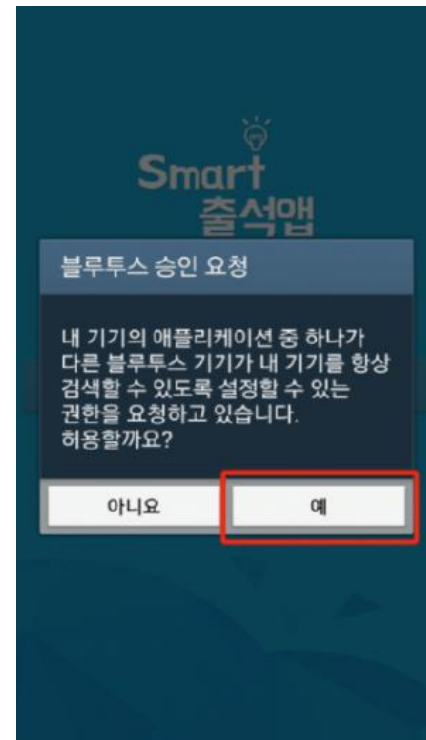 Smart
출석앱
블루투스 승인 요청
내 기기의 애플리케이션 중 하나가
다른 블루투스 기기가 내 기기를 항상
검색할 수 있도록 설정할 수 있는
권한을 요청하고 있습니다.
허용할까요?
아니요 예